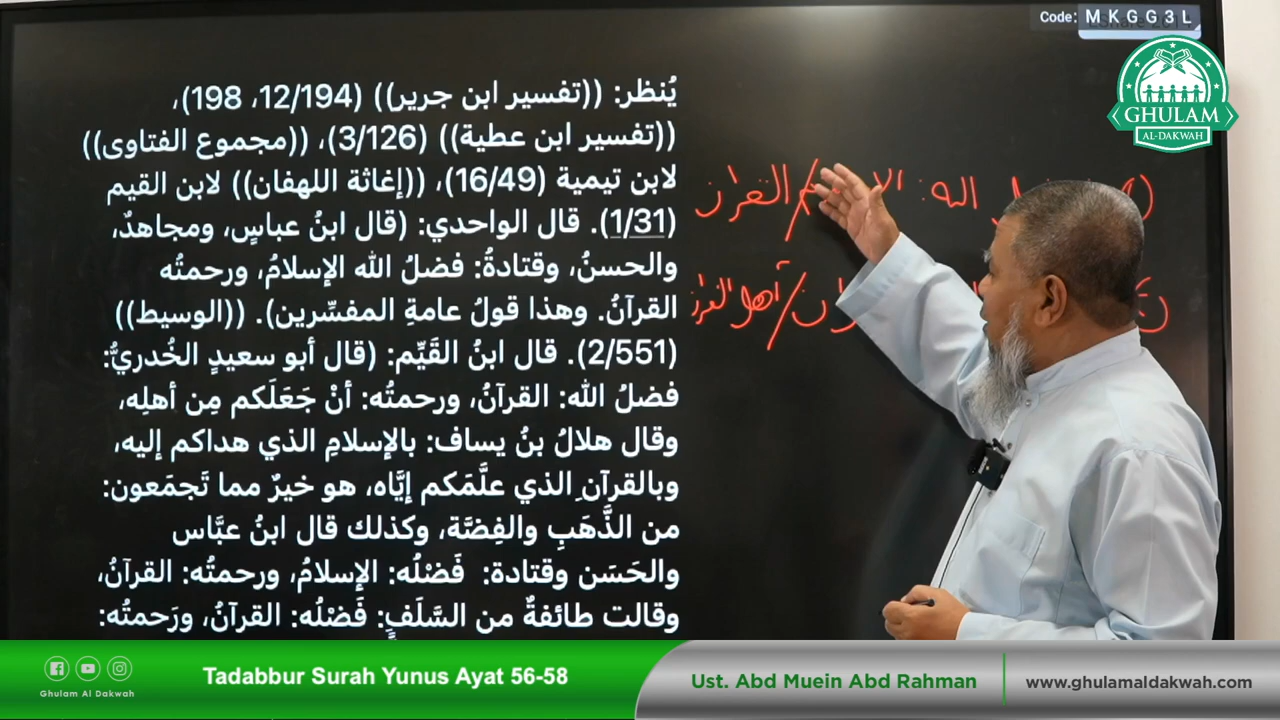 Code: M K G G 3 L
GHULAM
AL-DAKWAH
يُنظر: ((تفسير ابن جرير)) (12/194، 198)،
((تفسير ابن عطية)) (3/126)، ((مجموع الفتاوى))
لابن تيمية (16/49)، ((إغاثة اللهفان)) لابن القيم
(1/31). قال الواحدي: (قال ابنُ عباسٍ، ومجاهدٌ،
والحسنُ، وقتادةُ: فضلُ الله الإسلامُ، ورحمتُه
القرآنُ. وهذا قولُ عامةِ المفسِّرين). ((الوسيط))
(2/551). قال ابنُ القَيِّم: (قال أبو سعيدٍ الخُدريُّ:
فضلُ الله: القرآنُ، ورحمتُه: أنْ جَعَلَكم مِن أهلِه،
وقال هلالُ بنُ يساف: بالإسلامِ الذي هداكم إليه،
وبالقرآنِ الذي علَّمَكم إيَّاه، هو خيرٌ مما تَجمَعون:
من الذَّهَبِ والفِضَّة، وكذلك قال ابنُ عبَّاس
والحَسَن وقتادة: فَضْلُه: الإسلامُ، ورحمتُه: القرآنُ،
وقالت طائفةٌ من السَّلَفِ: فَضْلُه: القرآنُ، ورَحمتُه:
الله: / القران
/ أهل القران
Ghulam Al Dakwah
Tadabbur Surah Yunus Ayat 56-58
Ust. Abd Muein Abd Rahman
www.ghulamaldakwah.com